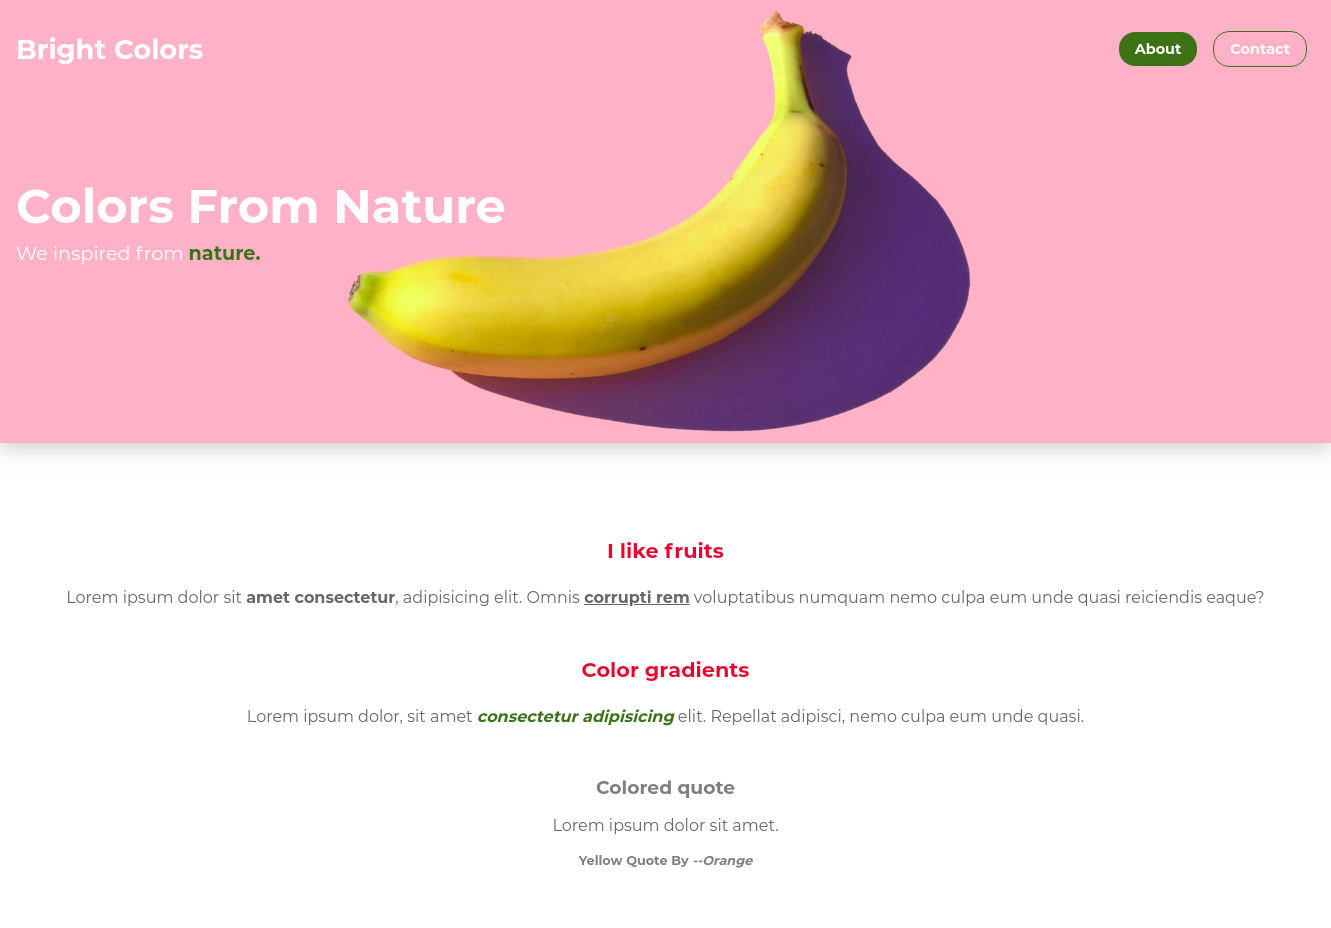 Bright Colors
About
Contact
Colors From Nature
We inspired from nature.
I like fruits
Lorem ipsum dolor sit amet consectetur, adipisicing elit. Omnis corrupti rem voluptatibus numquam nemo culpa eum unde quasi reiciendis eaque?
Color gradients
Lorem ipsum dolor, sit amet consectetur adipisicing elit. Repellat adipisci, nemo culpa eum unde quasi.
Colored quote
Lorem ipsum dolor sit amet.
Yellow Quote By --Orange